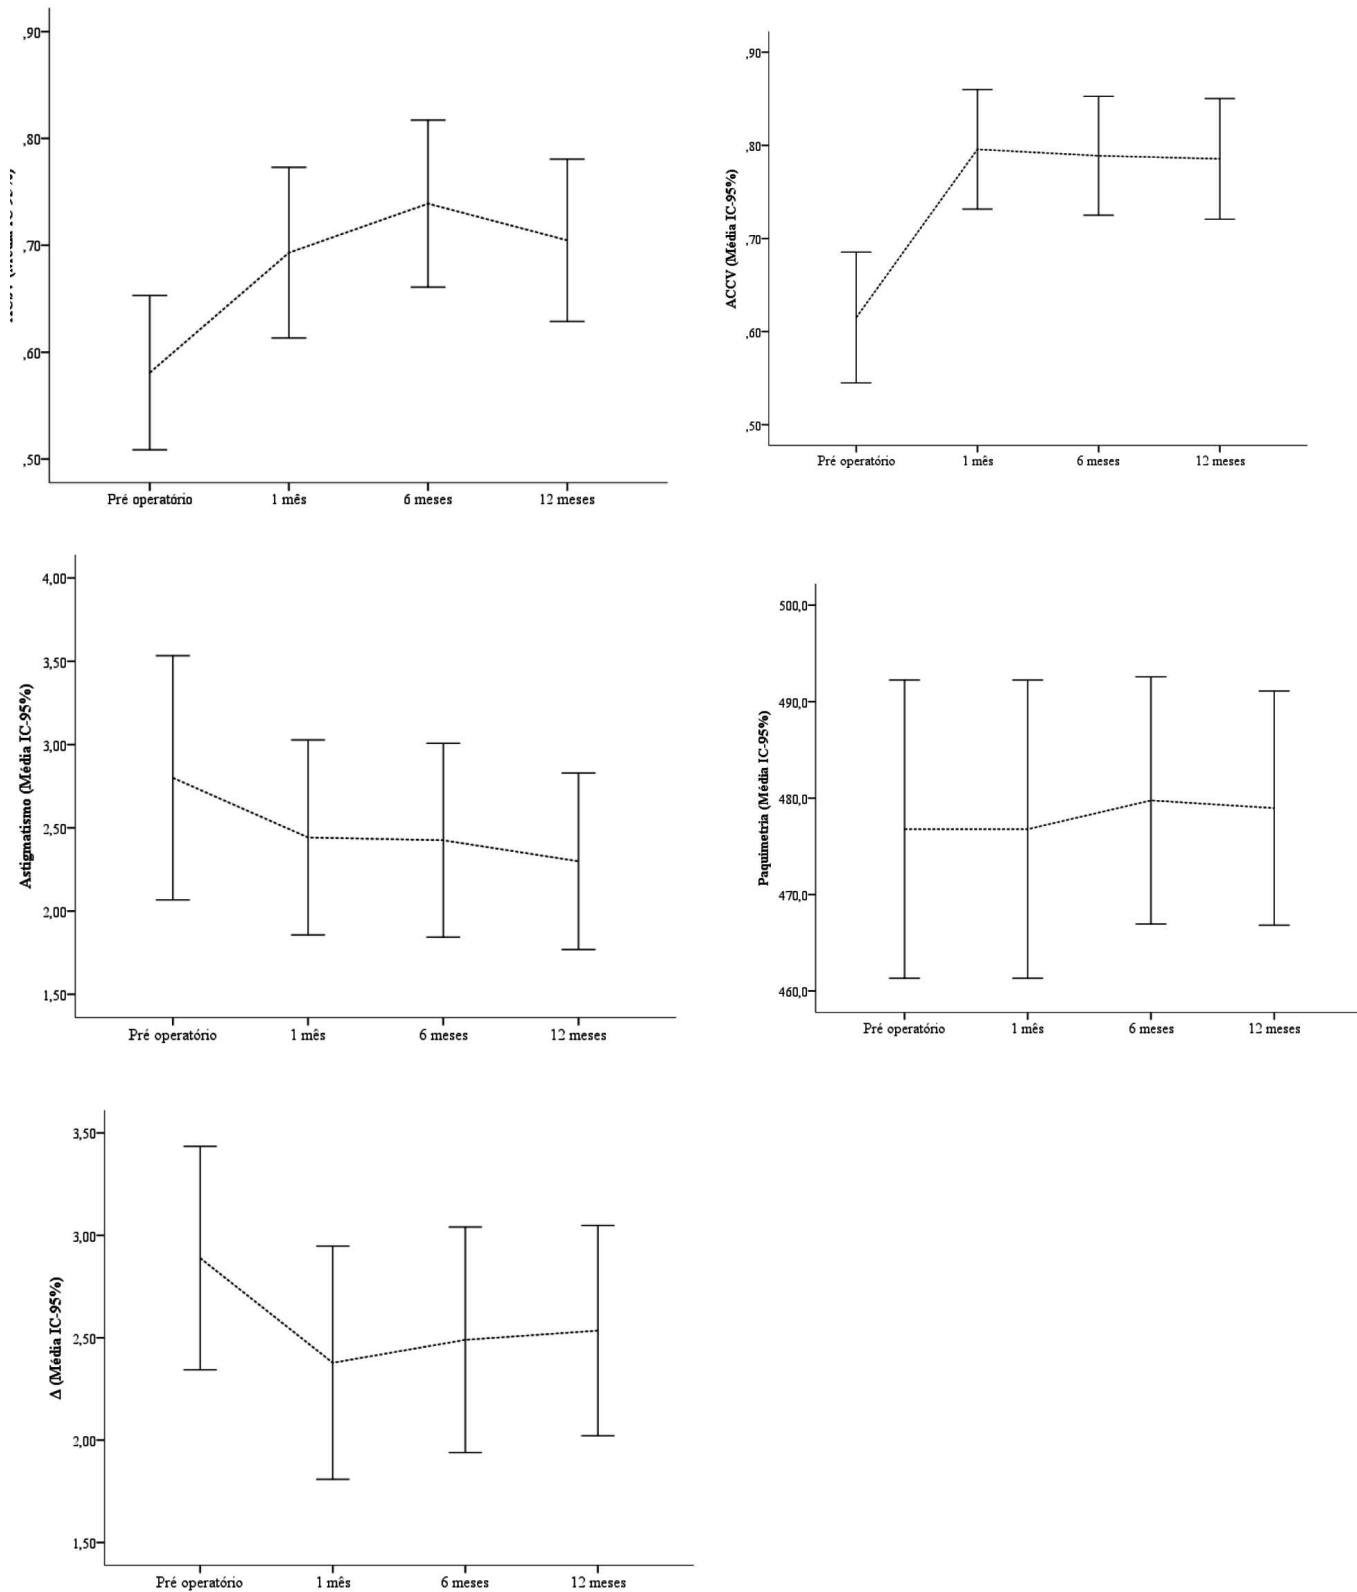 ,90
,80
,70
,60
,50
Pré operatório 1 mês 6 meses 12 meses
ACCV (Média IC-95%)
,90
,80
,70
,60
,50
Pré operatório 1 mês 6 meses 12 meses
Astigmatismo (Média IC-95%)
4,00
3,50
3,00
2,50
2,00
1,50
Pré operatório 1 mês 6 meses 12 meses
Paquimetria (Média IC-95%)
500,0
490,0
480,0
470,0
460,0
Pré operatório 1 mês 6 meses 12 meses
Δ (Média IC-95%)
3,50
3,00
2,50
2,00
1,50
Pré operatório 1 mês 6 meses 12 meses